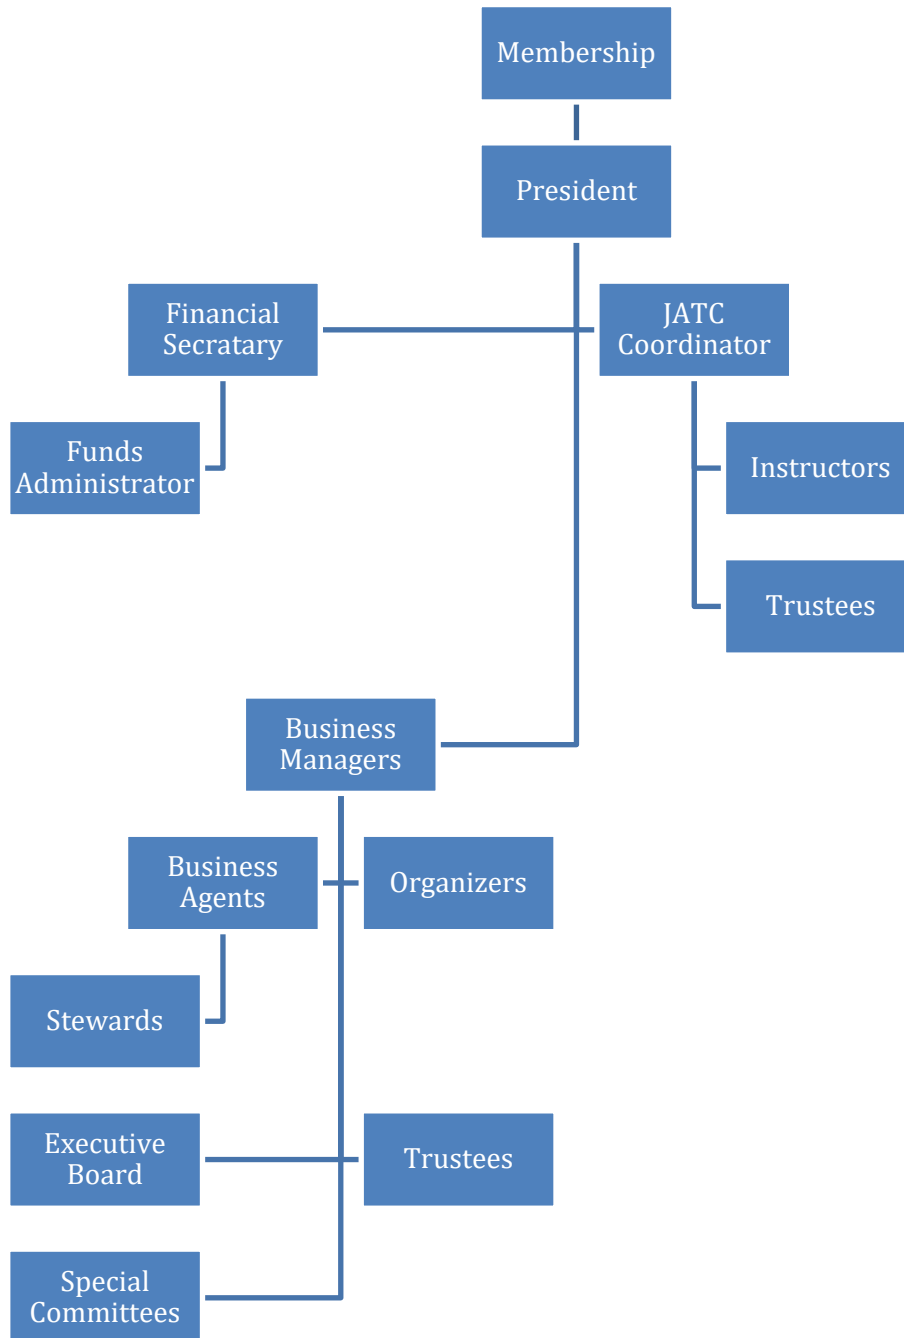 Membership
President
Financial
Secratary
JATC
Coordinator
Funds
Administrator
Instructors
Trustees
Business
Managers
Business
Agents
Organizers
Stewards
Executive
Board
Trustees
Special
Committees